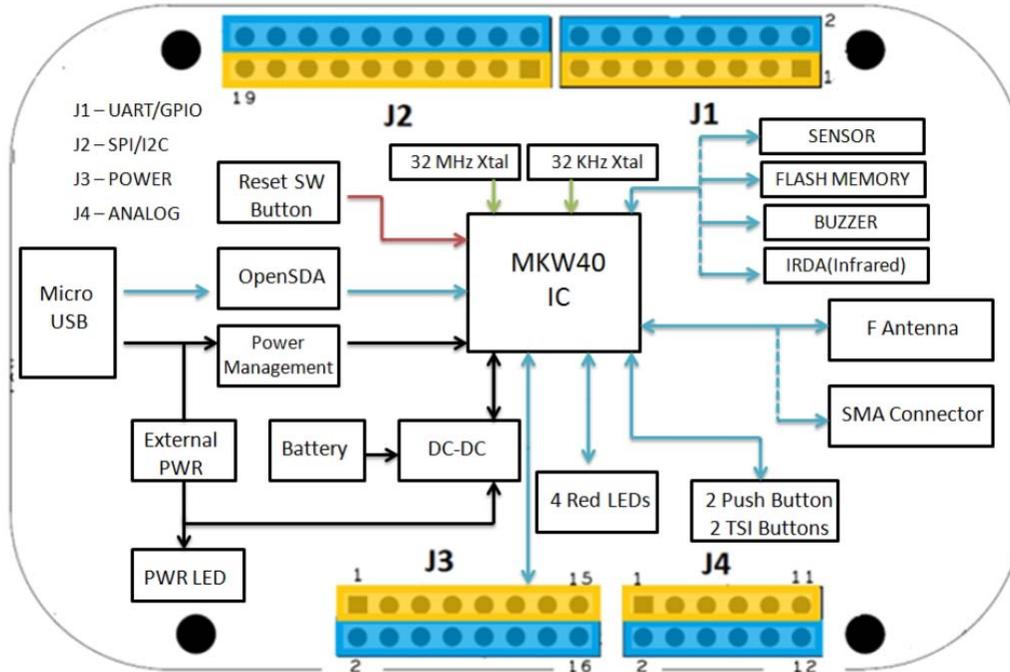 2
1
19
J2
J1
J1 – UART/GPIO
J2 – SPI/I2C
J3 – POWER
J4 – ANALOG
32 MHz Xtal
32 KHz Xtal
SENSOR
FLASH MEMORY
BUZZER
IRDA(Infrared)
Reset SW
Button
MKW40
IC
Micro
USB
OpenSDA
Power
Management
F Antenna
SMA Connector
External
PWR
Battery
DC-DC
4 Red LEDs
2 Push Button
2 TSI Buttons
PWR LED
J3
J4
1
15
1
11
2
16
2
12